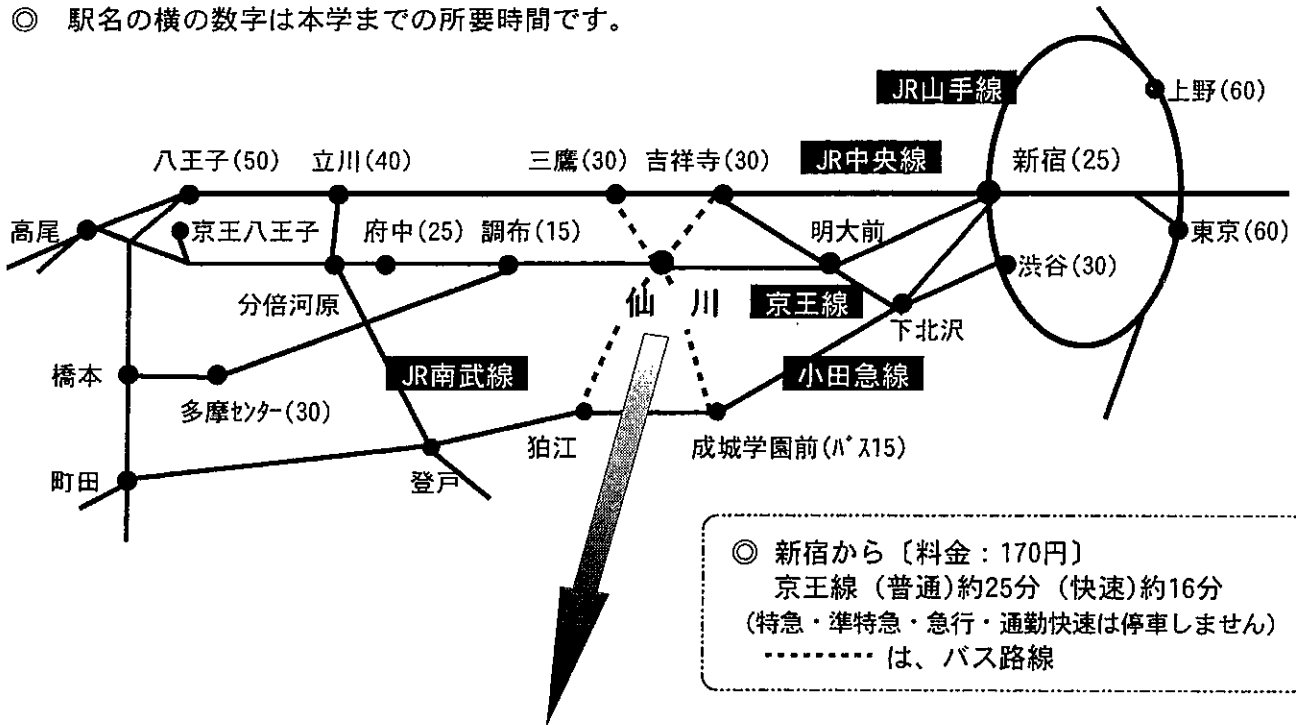 ◎ 駅名の横の数字は本学までの所要時間です。
JR山手線
上野(60)
八王子(50)
立川(40)
三鷹(30)
吉祥寺(30)
JR中央線
新宿(25)
高尾
京王八王子
府中(25)
調布(15)
明大前
東京(60)
渋谷(30)
分倍河原
仙川
京王線
下北沢
橋本
JR南武線
小田急線
多摩ｾﾝﾀｰ(30)
狛江
成城学園前(ﾊﾞｽ15)
町田
登戸
◎ 新宿から〔料金：170円〕
京王線（普通)約25分（快速)約16分
（特急・準特急・急行・通勤快速は停車しません）
は、バス路線